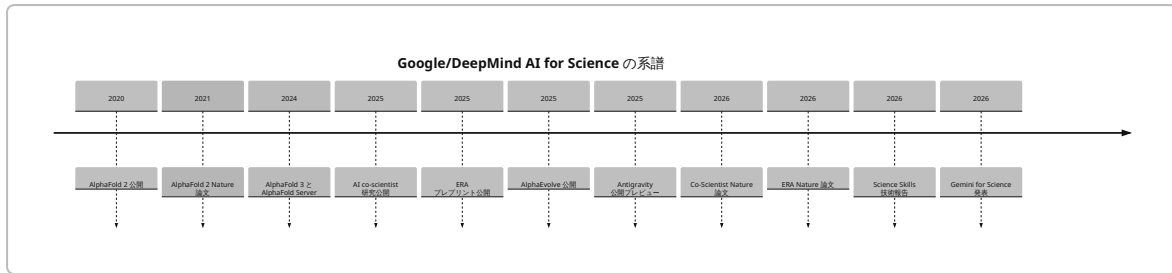 Google/DeepMind AI for Science の系譜
2020
2021
2024
2025
2025
2025
2025
2026
2026
2026
2026
AlphaFold 2 公開
AlphaFold 2 Nature
論文
AlphaFold 3 と
AlphaFold Server
AI co-scientist
研究公開
ERA
プレプリント公開
AlphaEvolve 公開
Antigravity
公開プレビュー
Co-Scientist Nature
論文
ERA Nature 論文
Science Skills
技術報告
Gemini for Science
発表